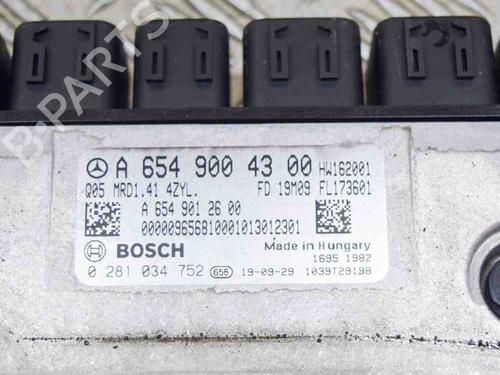 B-Parts
A 654 900 43 00 HW162001
Q05 MRD1.41 4ZYL. FD 19M09 FL173601
A 654 901 26 00
000009656810001013012301
BOSCH
Made in Hungary
1695 1982
0 281 034 752 658 19-09-29 1039T29198